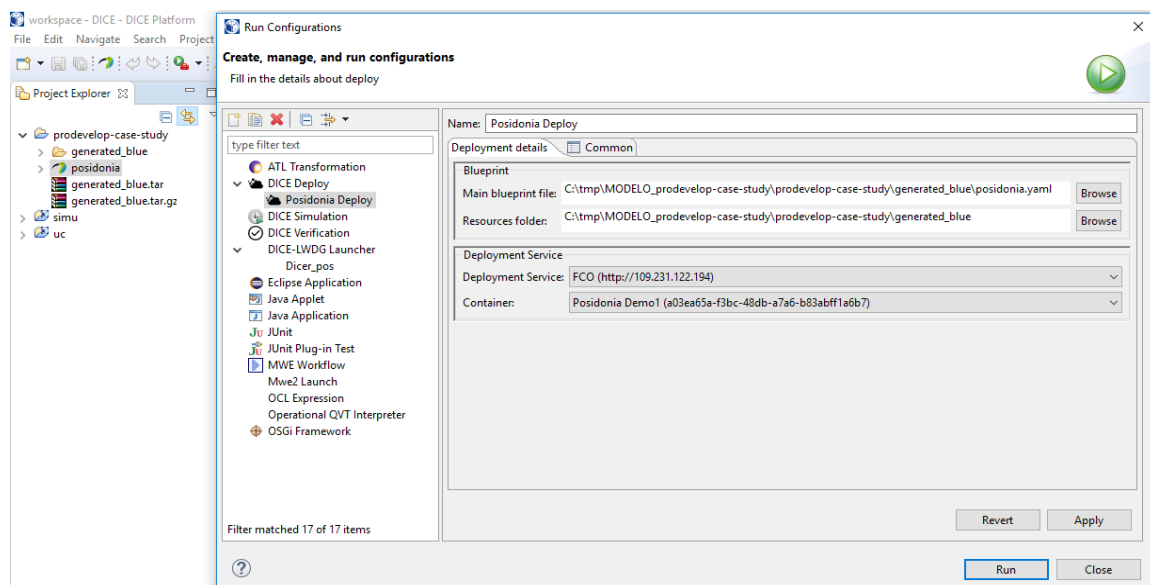 workspace - DICE - DICE Platform
File Edit Navigate Search Project
Project Explorer
prodevelop-case-study
generated_blue
posidonia
generated_blue.tar
generated_blue.tar.gz
simu
uc
Run Configurations
Create, manage, and run configurations
Fill in the details about deploy
type filter text
ATL Transformation
DICE Deploy
Posidonia Deploy
DICE Simulation
DICE Verification
DICE-LWDG Launcher
Dicer_pos
Eclipse Application
Java Applet
Java Application
Ju JUnit
JUnit Plug-in Test
MWE Workflow
Mwe2 Launch
OCL Expression
Operational QVT Interpreter
OSGi Framework
Filter matched 17 of 17 items
Name: Posidonia Deploy
Deployment details Common
Blueprint
Main blueprint file: C:\tmp\MODELO_prodevelop-case-study\prodevelop-case-study\generated_blue\posidonia.yaml Browse
Resources folder: C:\tmp\MODELO_prodevelop-case-study\prodevelop-case-study\generated_blue Browse
Deployment Service
Deployment Service: FCO (http://109.231.122.194)
Container: Posidonia Demo1 (a03ea65a-f3bc-48db-a7a6-b83abff1a6b7)
Revert Apply
? Run Close